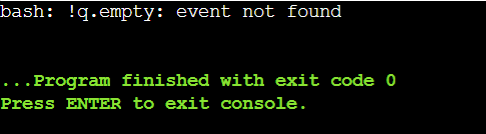 bash: !q.empty: event not found
...Program finished with exit code 0
Press ENTER to exit console.